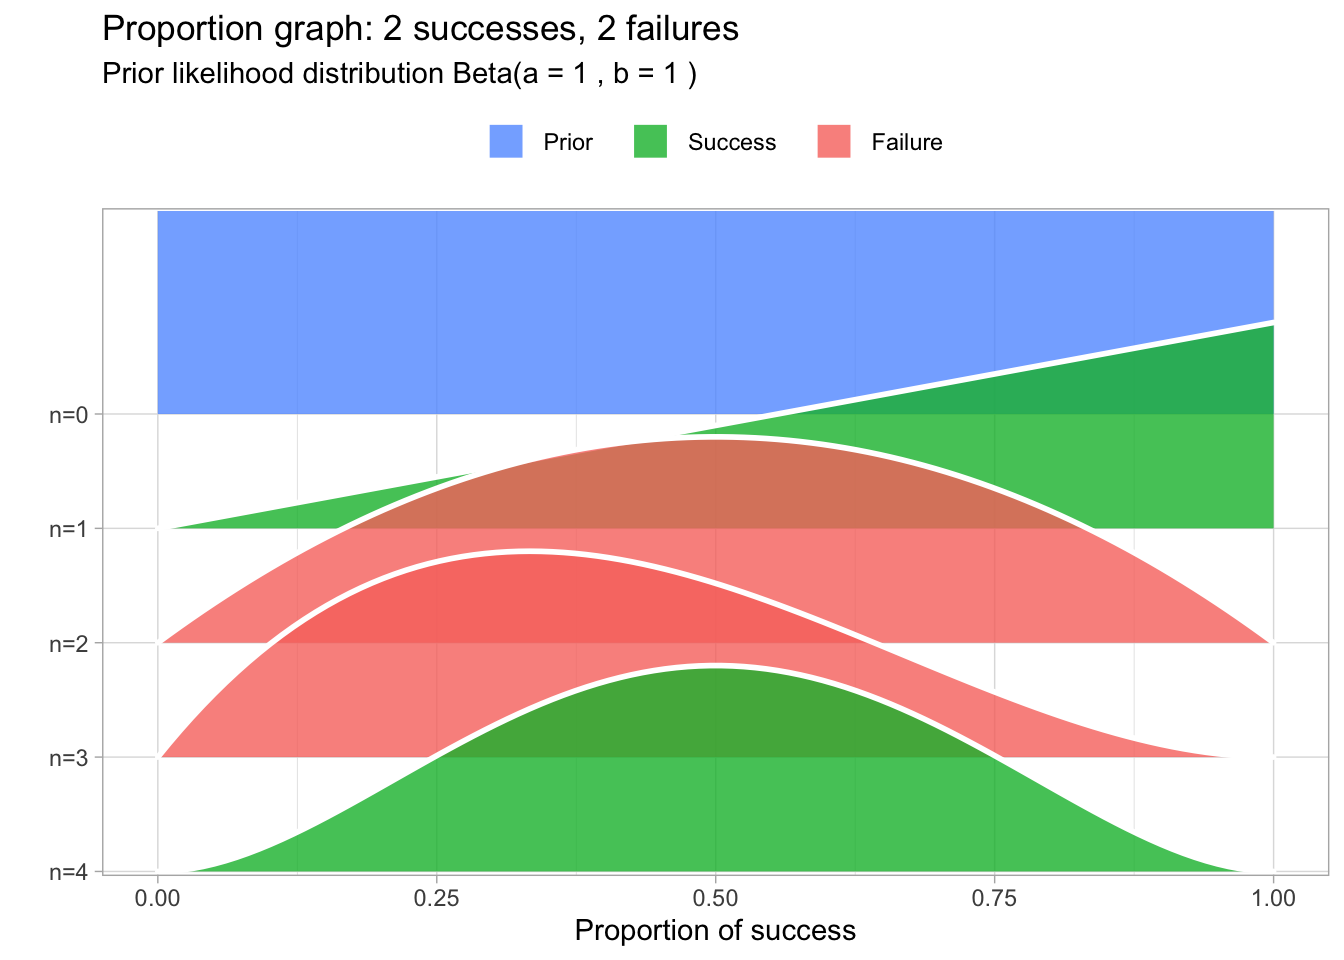 Proportion graph: 2 successes, 2 failures
Prior likelihood distribution Beta(a = 1 , b = 1 )
Prior Success Failure
n=0
n=1
n=2
n=3
n=4
0.00 0.25 0.50 0.75 1.00
Proportion of success